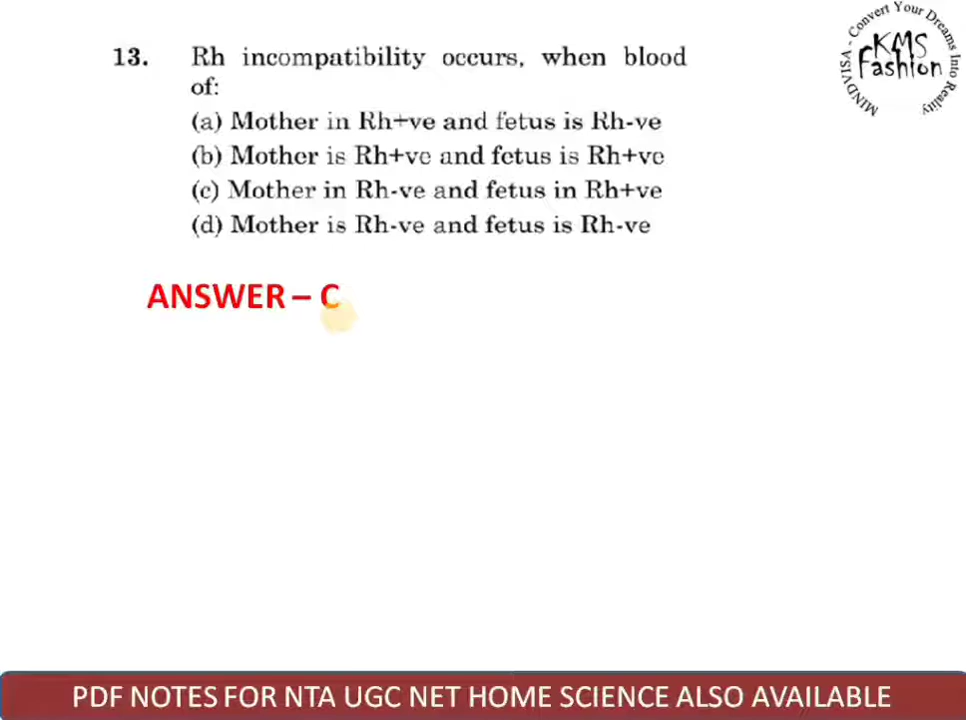 MINDVISA - Convert Your Dreams Into Reality
KMS
Fashion
13. Rh incompatibility occurs, when blood
of:
(a) Mother in Rh+ve and fetus is Rh-ve
(b) Mother is Rh+ve and fetus is Rh+ve
(c) Mother in Rh-ve and fetus in Rh+ve
(d) Mother is Rh-ve and fetus is Rh-ve
ANSWER – C
PDF NOTES FOR NTA UGC NET HOME SCIENCE ALSO AVAILABLE